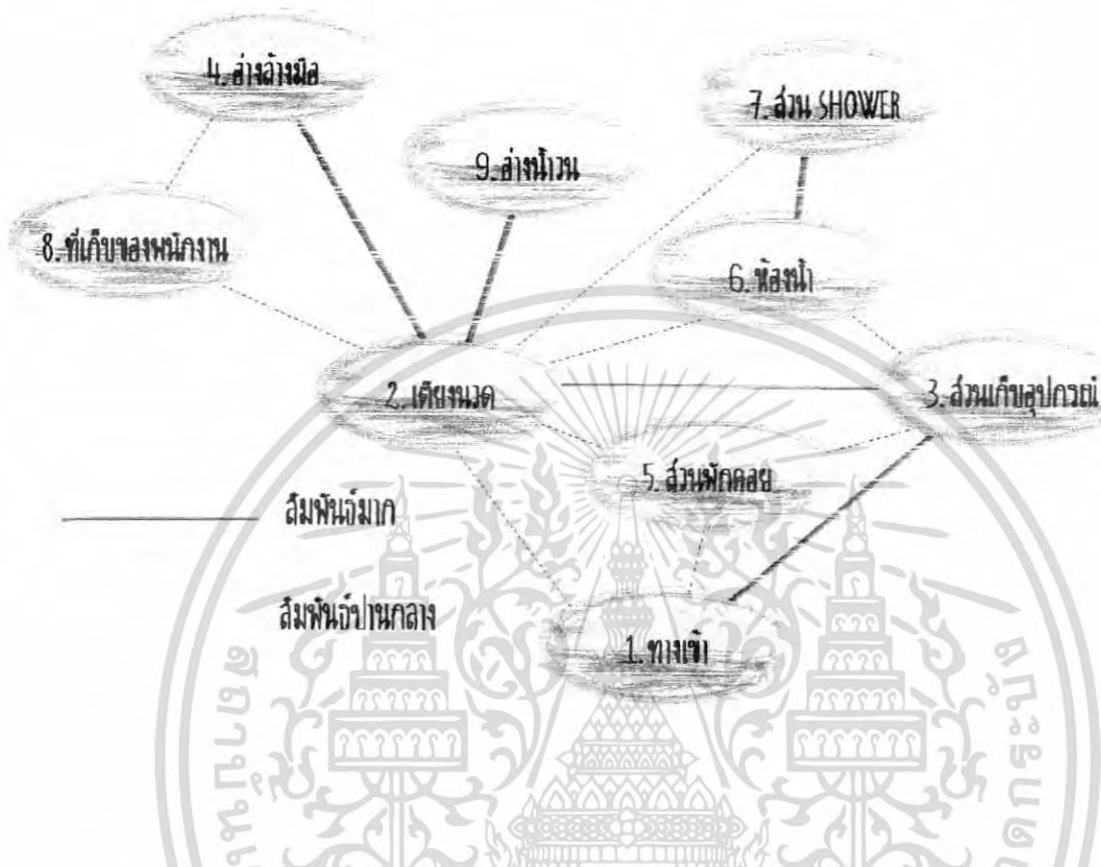 4. อ่างล้างมือ
7. ส่วน SHOWER
9. อ่างน้ำวน
8. ที่เก็บของพนักงาน
6. ห้องน้ำ
2. เตียงนวด
3. ส่วนเก็บอุปกรณ์
5. ส่วนพักคอย
สัมพันธ์มาก
สัมพันธ์ปานกลาง
1. ทางเข้า